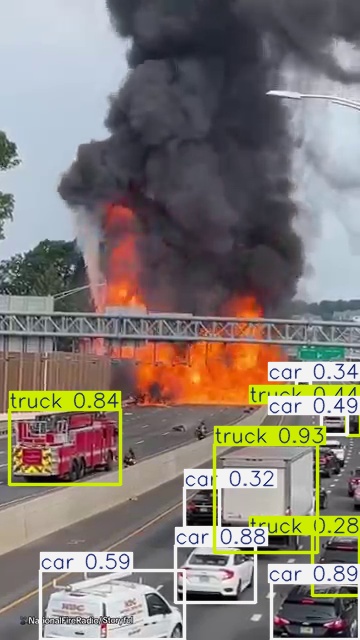 car 0.34
truck 0.44
car 0.49
truck 0.84
truck 0.93
car 0.32
truck 0.28
car 0.88
car 0.59
car 0.89
NationalFireRadio/Storyful